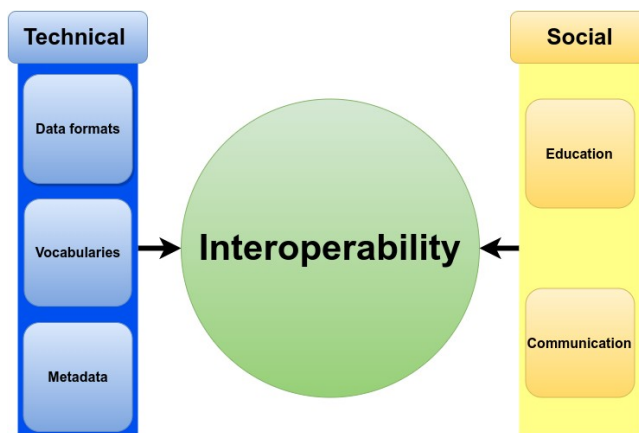 Technical
Data formats
Vocabularies
Metadata
Interoperability
Social
Education
Communication